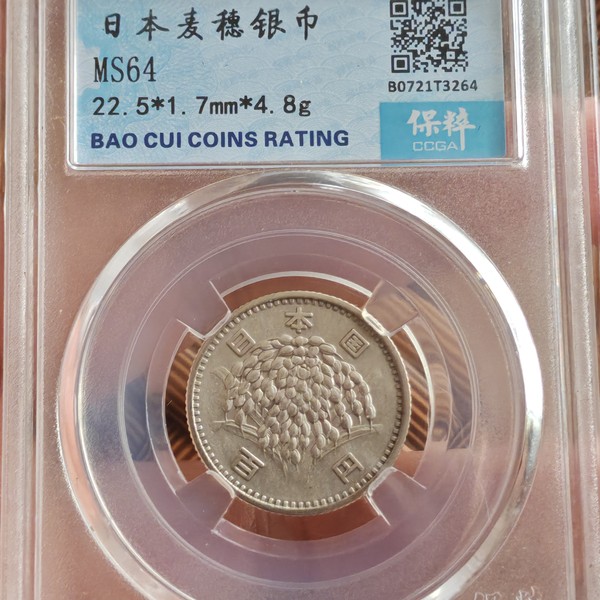 日本麦穗银币
MS64
22.5*1.7mm*4.8g
BAO CUI COINS RATING
B0721T3264
保粹
CCGA
日本国
百円